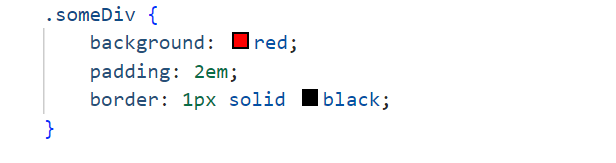 .someDiv {
background: red;
padding: 2em;
border: 1px solid black;
}